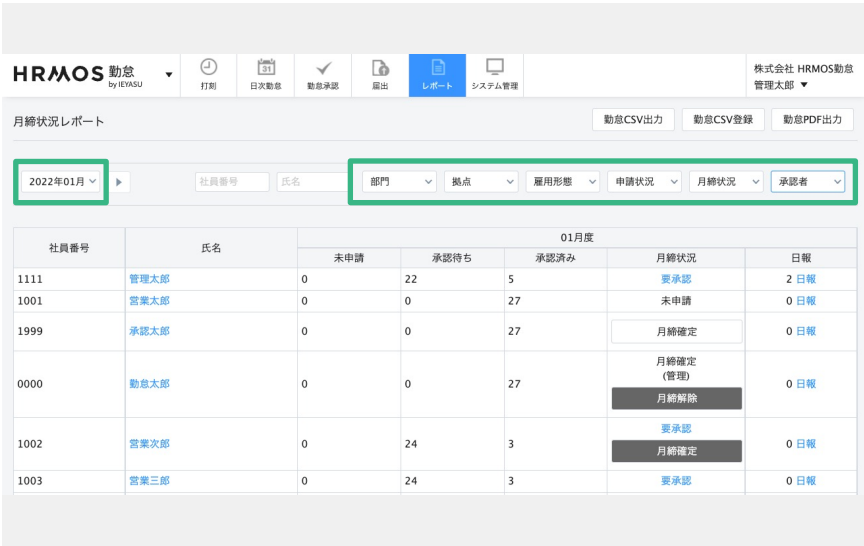 HRMOS 勤怠 by IEYASU ▼ 打刻 31 日次勤怠 勤怠承認 届出 レポート システム管理 株式会社 HRMOS勤怠
管理太郎 ▼
月締状況レポート 勤怠CSV出力 勤怠CSV登録 勤怠PDF出力
2022年01月 社員番号 氏名 部門 拠点 雇用形態 申請状況 月締状況 承認者
社員番号 氏名 01月度
未申請 承認待ち 承認済み 月締状況 日報
1111 管理太郎 0 22 5 要承認 2 日報
1001 営業太郎 0 0 27 未申請 0 日報
1999 承認太郎 0 0 27 月締確定 0 日報
0000 勤怠太郎 0 0 27 月締確定 (管理) 月締解除 0 日報
1002 営業次郎 0 24 3 要承認 月締確定 0 日報
1003 営業三郎 0 24 3 要承認 0 日報